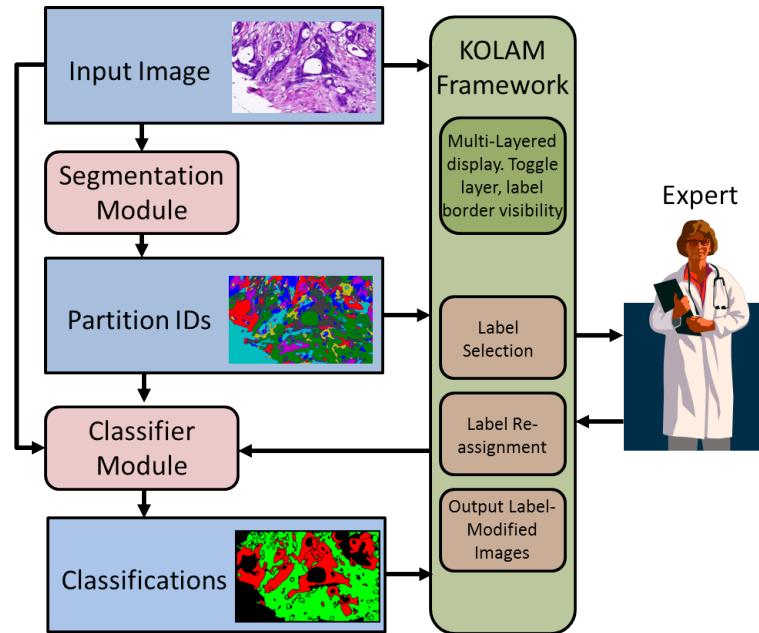 Input Image
Segmentation
Module
Partition IDs
Classifier
Module
Classifications
KOLAM
Framework
Multi-Layered
display. Toggle
layer, label
border visibility
Label
Selection
Label Re-
assignment
Output Label-
Modified
Images
Expert